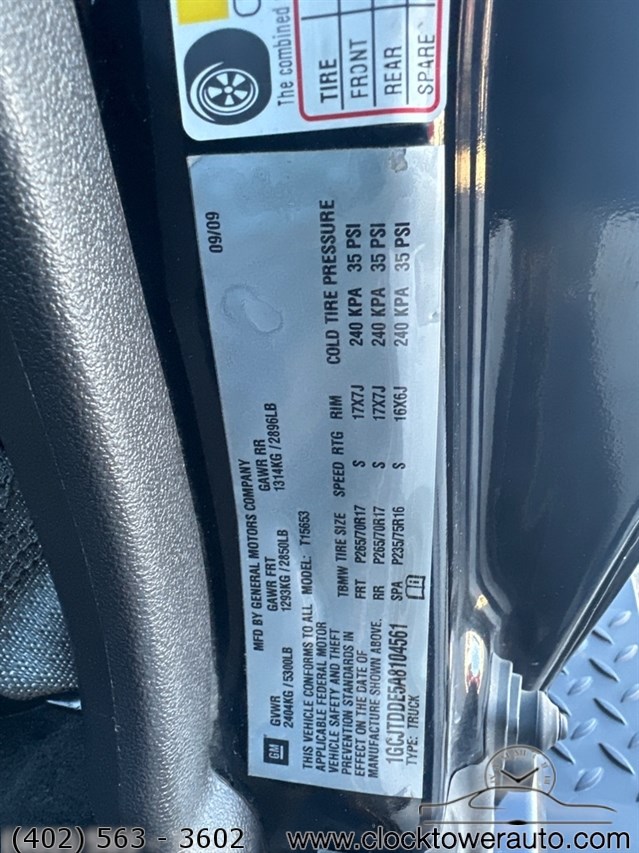 The combined
TIRE
FRONT
REAR
SPARE
MFD BY GENERAL MOTORS COMPANY 09/09
GVWR GAWR FRT GAWR RR
2404KG/5300LB 1293KG/2850LB 1314KG/2896LB
GM
THIS VEHICLE CONFORMS TO ALL MODEL: T15653
APPLICABLE FEDERAL MOTOR
VEHICLE SAFETY AND THEFT
PREVENTION STANDARDS IN
EFFECT ON THE DATE OF
MANUFACTURE SHOWN ABOVE.
1GCJTDDE5A8104561
TYPE: TRUCK
COLD TIRE PRESSURE
TBMW TIRE SIZE SPEED RTG RIM
FRT P265/70R17 S 17X7J 240 KPA 35 PSI
RR P265/70R17 S 17X7J 240 KPA 35 PSI
SPA P235/75R16 S 16X6J 240 KPA 35 PSI
(402) 563 - 3602 www.clocktowerauto.com